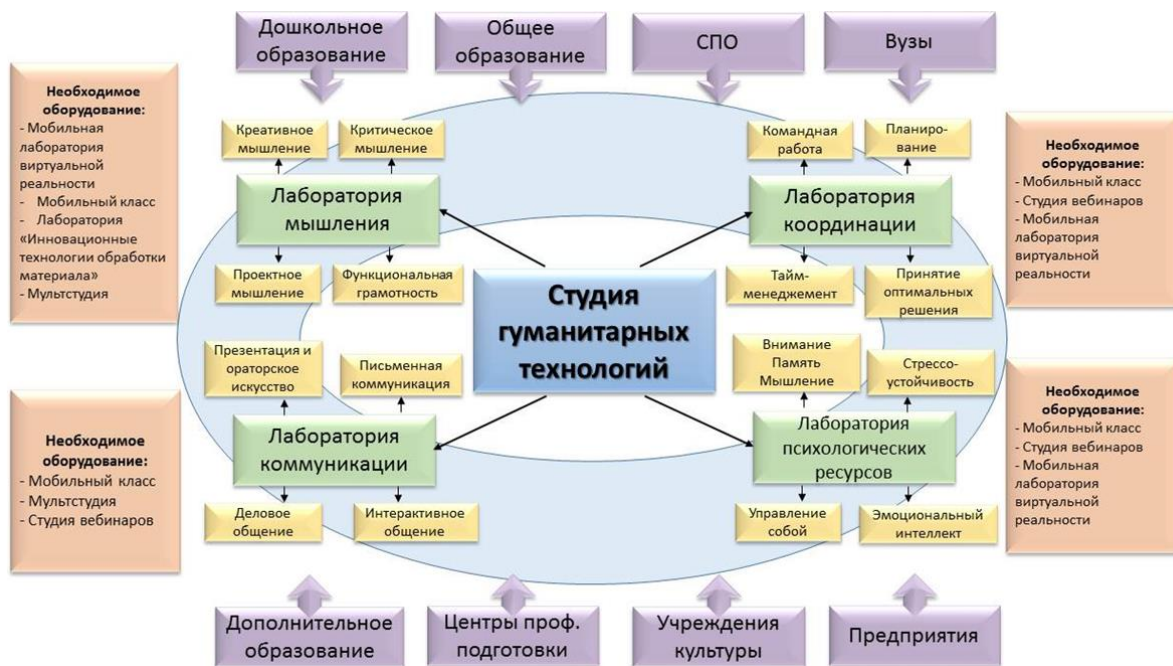 Дошкольное
образование
Общее
образование
СПО
Вузы
Необходимое
оборудование:
- Мобильная
лаборатория
виртуальной
реальности
- Мобильный класс
- Лаборатория
«Инновационные
технологии обработки
материала»
- Мультстудия
Креативное
мышление
Критическое
мышление
Лаборатория
мышления
Проектное
мышление
Функциональная
грамотность
Командная
работа
Планиро-
вание
Лаборатория
координации
Тайм-
менеджемент
Принятие
оптимальных
решения
Необходимое
оборудование:
- Мобильный класс
- Студия вебинаров
- Мобильная
лаборатория
виртуальной
реальности
Студия
гуманитарных
технологий
Необходимое
оборудование:
- Мобильный класс
- Мультстудия
- Студия вебинаров
Презентация и
ораторское
искусство
Письменная
коммуникация
Лаборатория
коммуникации
Деловое
общение
Интерактивное
общение
Внимание
Память
Мышление
Стрессо-
устойчивость
Лаборатория
психологических
ресурсов
Управление
собой
Эмоциональный
интеллект
Необходимое
оборудование:
- Мобильный класс
- Студия вебинаров
- Мобильная
лаборатория
виртуальной
реальности
Дополнительное
образование
Центры проф.
подготовки
Учреждения
культуры
Предприятия